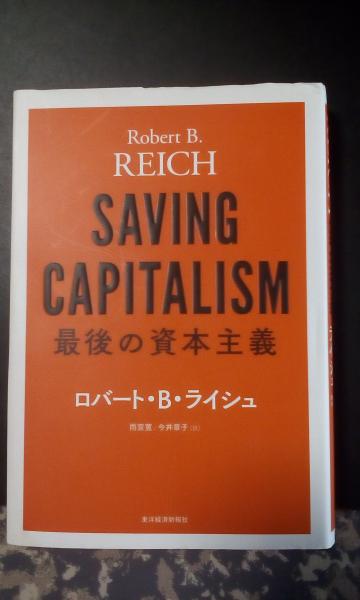 Robert B.
REICH
SAVING
CAPITALISM
最後の資本主義
ロバート・B・ライシュ
雨宮寛／今井章子［訳］
東洋経済新報社